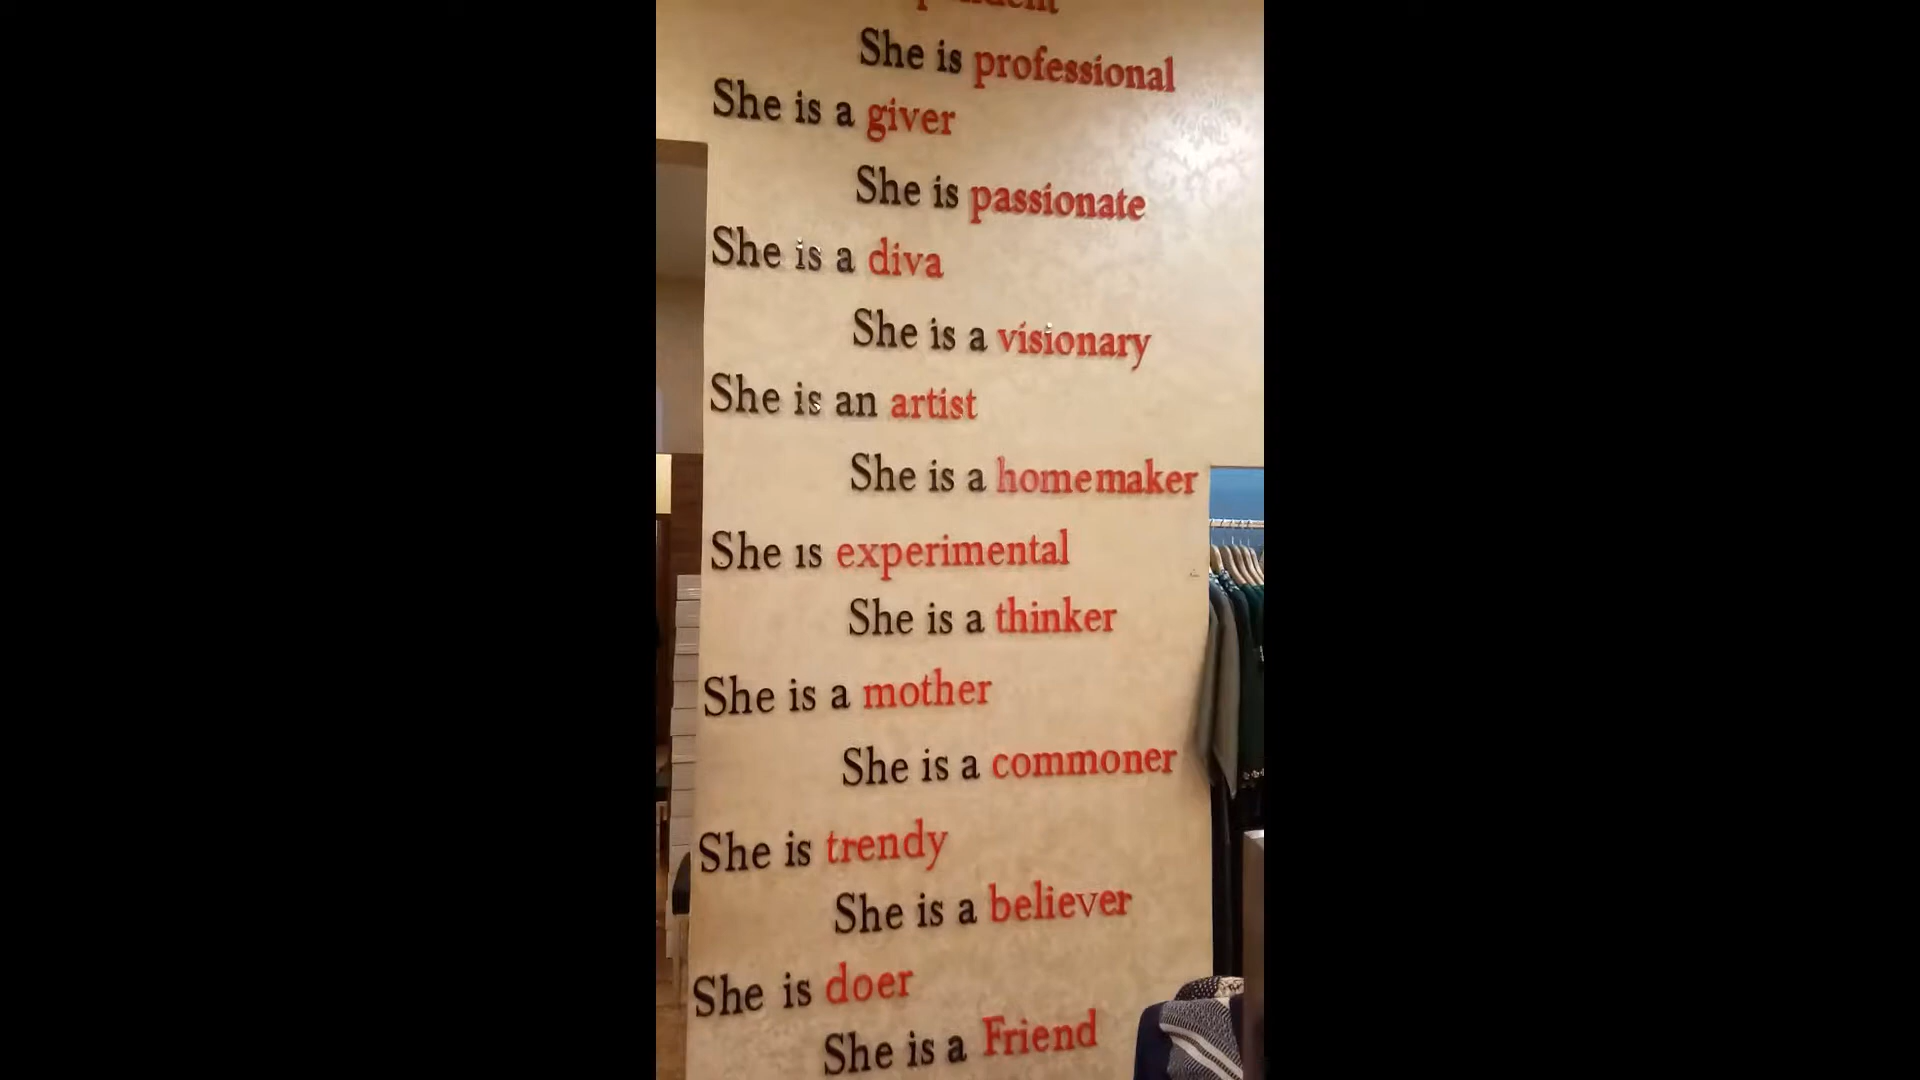 She is professional
She is a giver
She is passionate
She is a diva
She is a visionary
She is an artist
She is a homemaker
She is experimental
She is a thinker
She is a mother
She is a commoner
She is trendy
She is a believer
She is doer
She is a Friend